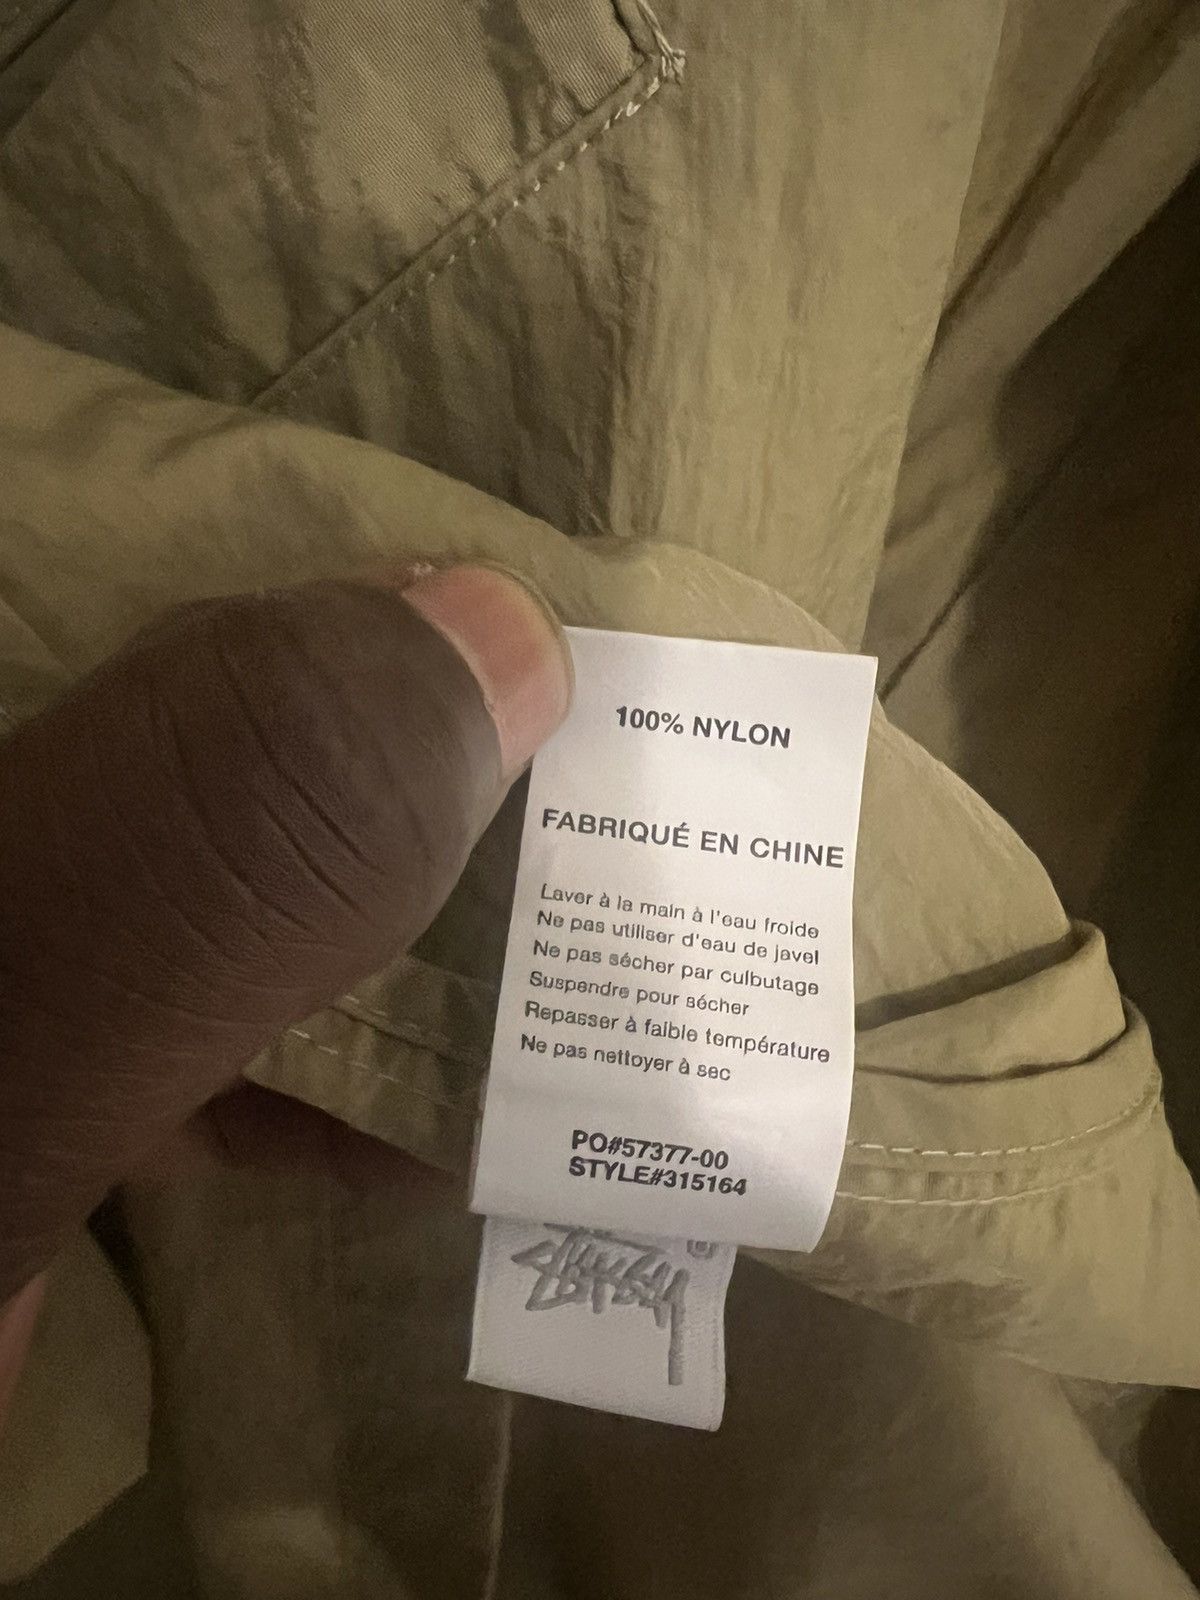 100% NYLON
FABRIQUÉ EN CHINE
Laver à la main à l'eau froide
Ne pas utiliser d'eau de javel
Ne pas sécher par culbutage
Suspendre pour sécher
Repasser à faible température
Ne pas nettoyer à sec
PO#57377-00
STYLE#315164
Stüssy